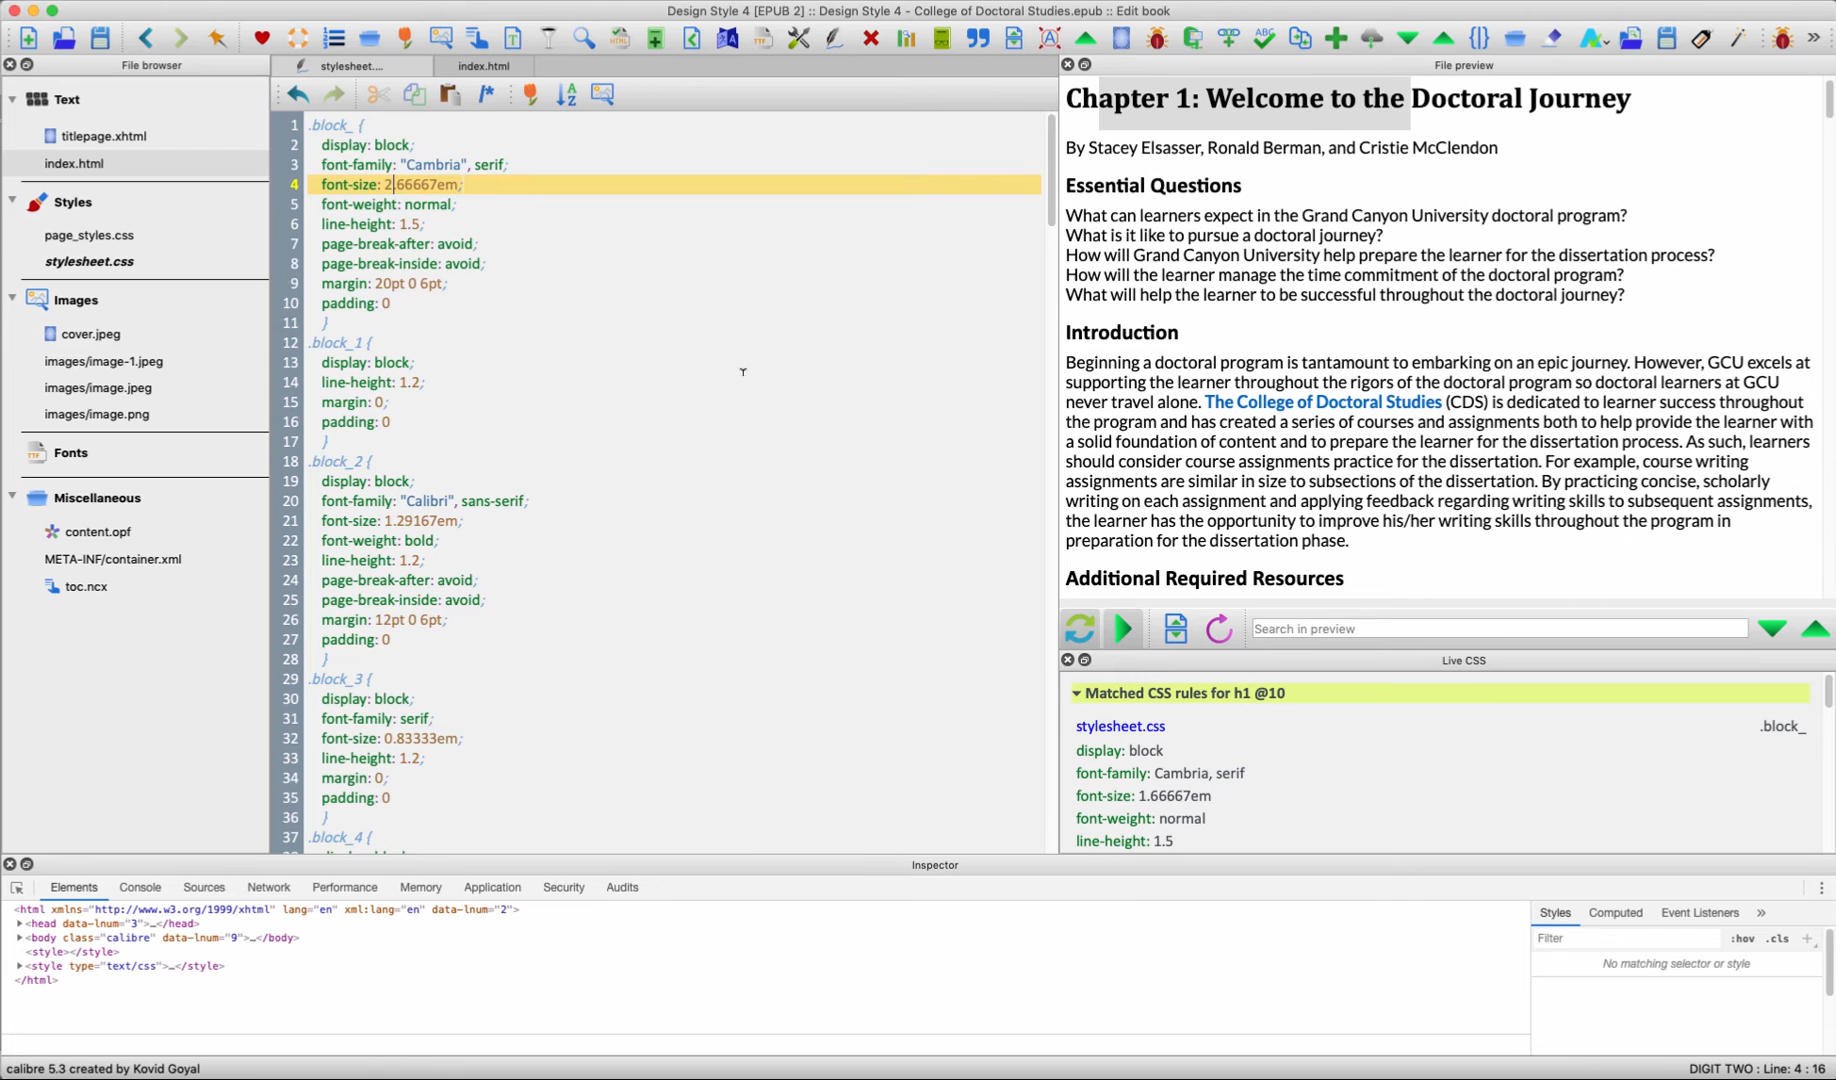 Design Style 4 [EPUB 2] :: Design Style 4 - College of Doctoral Studies.epub :: Edit book
File browser
Text
titlepage.xhtml
index.html
Styles
page_styles.css
stylesheet.css
Images
cover.jpeg
images/image-1.jpeg
images/image.jpeg
images/image.png
Fonts
Miscellaneous
content.opf
META-INF/container.xml
toc.ncx
stylesheet....
index.html
1 .block_ {
2 display: block;
3 font-family: "Cambria", serif;
4 font-size: 2.66667em;
5 font-weight: normal;
6 line-height: 1.5;
7 page-break-after: avoid;
8 page-break-inside: avoid;
9 margin: 20pt 0 6pt;
10 padding: 0
11 }
12 .block_1 {
13 display: block;
14 line-height: 1.2;
15 margin: 0;
16 padding: 0
17 }
18 .block_2 {
19 display: block;
20 font-family: "Calibri", sans-serif;
21 font-size: 1.29167em;
22 font-weight: bold;
23 line-height: 1.2;
24 page-break-after: avoid;
25 page-break-inside: avoid;
26 margin: 12pt 0 6pt;
27 padding: 0
28 }
29 .block_3 {
30 display: block;
31 font-family: serif;
32 font-size: 0.83333em;
33 line-height: 1.2;
34 margin: 0;
35 padding: 0
36 }
37 .block_4 {
File preview
Chapter 1: Welcome to the Doctoral Journey
By Stacey Elsasser, Ronald Berman, and Cristie McClendon
Essential Questions
What can learners expect in the Grand Canyon University doctoral program?
What is it like to pursue a doctoral journey?
How will Grand Canyon University help prepare the learner for the dissertation process?
How will the learner manage the time commitment of the doctoral program?
What will help the learner to be successful throughout the doctoral journey?
Introduction
Beginning a doctoral program is tantamount to embarking on an epic journey. However, GCU excels at
supporting the learner throughout the rigors of the doctoral program so doctoral learners at GCU
never travel alone. The College of Doctoral Studies (CDS) is dedicated to learner success throughout
the program and has created a series of courses and assignments both to help provide the learner with
a solid foundation of content and to prepare the learner for the dissertation process. As such, learners
should consider course assignments practice for the dissertation. For example, course writing
assignments are similar in size to subsections of the dissertation. By practicing concise, scholarly
writing on each assignment and applying feedback regarding writing skills to subsequent assignments,
the learner has the opportunity to improve his/her writing skills throughout the program in
preparation for the dissertation phase.
Additional Required Resources
Search in preview
Live CSS
Matched CSS rules for h1 @10
stylesheet.css .block_
display: block
font-family: Cambria, serif
font-size: 1.66667em
font-weight: normal
line-height: 1.5
Inspector
Elements Console Sources Network Performance Memory Application Security Audits
<html xmlns="http://www.w3.org/1999/xhtml" lang="en" xml:lang="en" data-lnum="2">
<head data-lnum="3">…</head>
<body class="calibre" data-lnum="9">…</body>
<style></style>
<style type="text/css">…</style>
</html>
Styles Computed Event Listeners »
Filter :hov .cls +
No matching selector or style
calibre 5.3 created by Kovid Goyal
DIGIT TWO : Line: 4 : 16